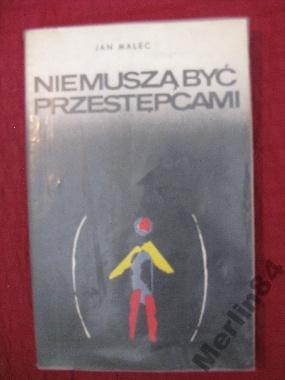 JAN MALEC
NIE MUSZĄ BYĆ
PRZESTĘPCAMI
Merlin84